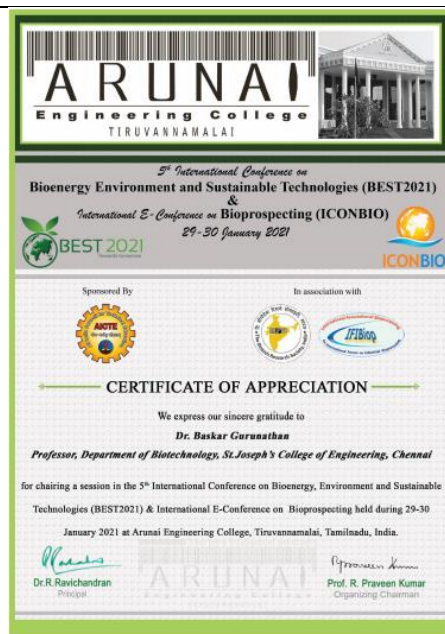 ARUNAI
Engineering College
TIRUVANNAMALAI
5th International Conference on
Bioenergy Environment and Sustainable Technologies (BEST2021)
&
International E-Conference on Bioprospecting (ICONBIO)
29-30 January 2021
BEST 2021
ICONBIO
Sponsored By
In association with
AICTE
IFIBiop
CERTIFICATE OF APPRECIATION
We express our sincere gratitude to
Dr. Baskar Gurunathan
Professor, Department of Biotechnology, St.Joseph's College of Engineering, Chennai
for chairing a session in the 5th International Conference on Bioenergy, Environment and Sustainable
Technologies (BEST2021) & International E-Conference on Bioprospecting held during 29-30
January 2021 at Arunai Engineering College, Tiruvannamalai, Tamilnadu, India.
ARUNAI
Engineering College
Dr.R.Ravichandran
Principal
Prof. R. Praveen Kumar
Organizing Chairman